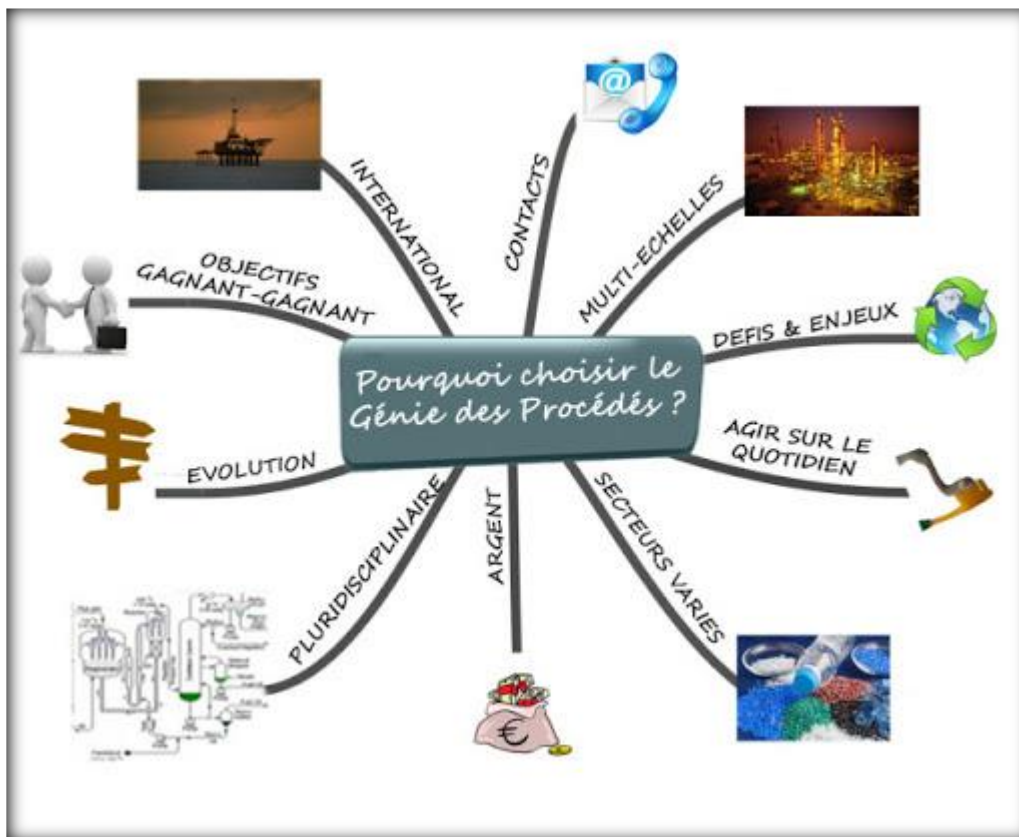 Pourquoi choisir le
Génie des Procédés ?
CONTACTS
MULTI-ECHELLES
DEFIS & ENJEUX
AGIR SUR LE
QUOTIDIEN
SECTEURS VARIES
ARGENT
€
PLURIDISCIPLINAIRE
EVOLUTION
OBJECTIFS
GAGNANT-GAGNANT
INTERNATIONAL
@